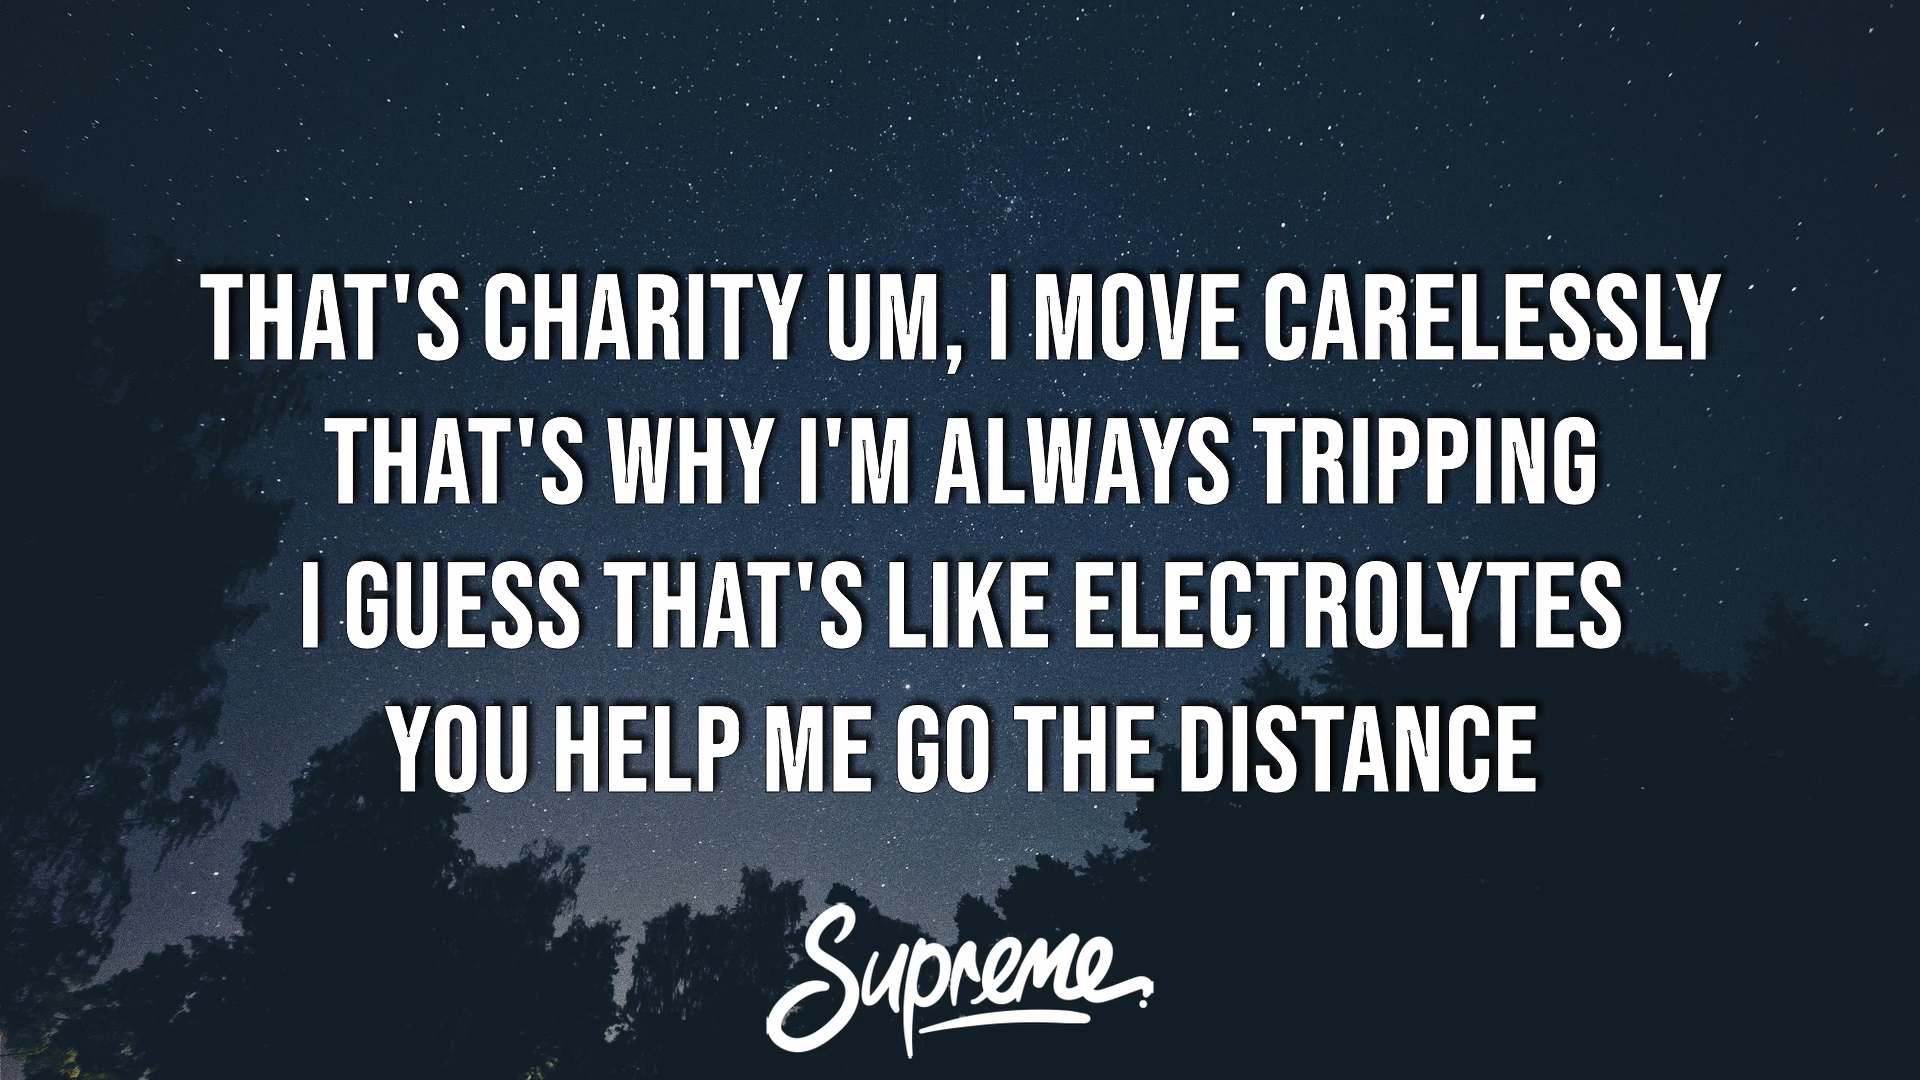 THAT'S CHARITY UM, I MOVE CARELESSLY
THAT'S WHY I'M ALWAYS TRIPPING
I GUESS THAT'S LIKE ELECTROLYTES
YOU HELP ME GO THE DISTANCE
Supreme.